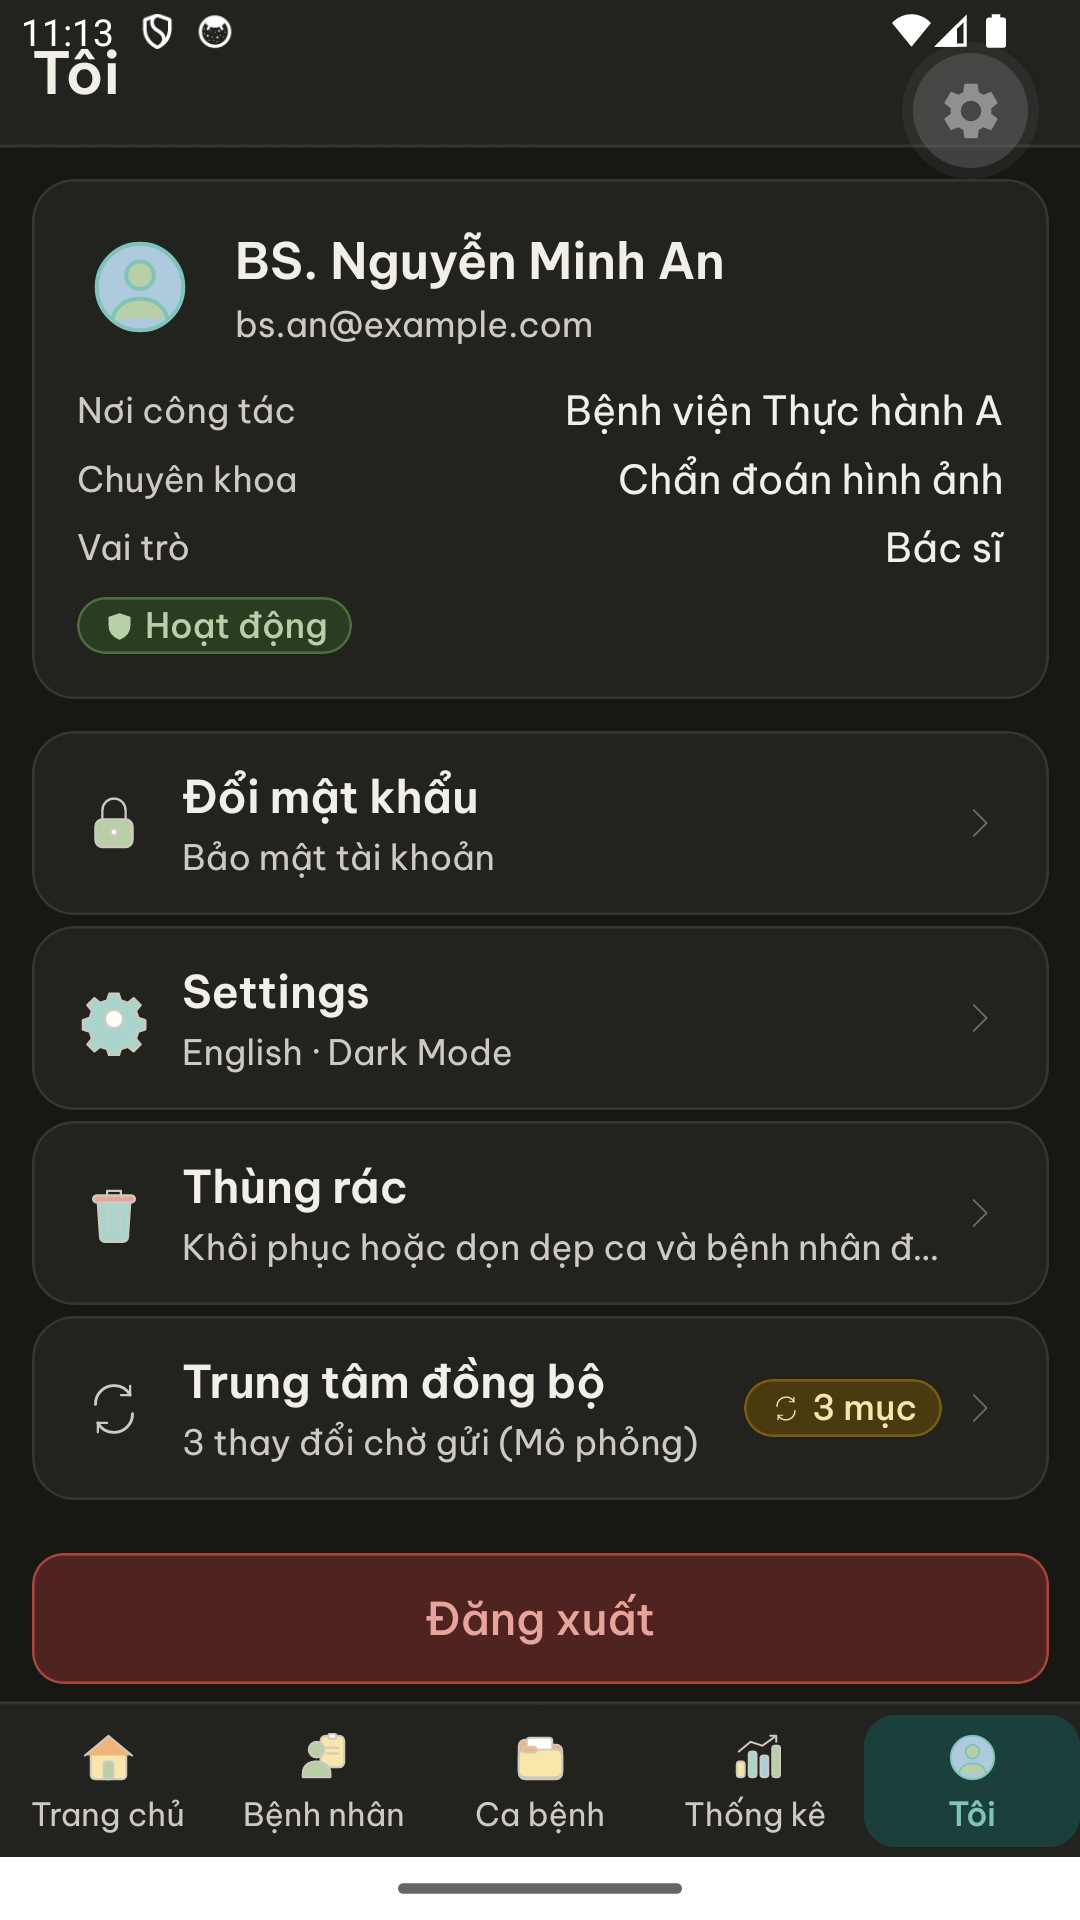 11:13
Tôi
BS. Nguyễn Minh An
bs.an@example.com
Nơi công tác
Bệnh viện Thực hành A
Chuyên khoa
Chẩn đoán hình ảnh
Vai trò
Bác sĩ
Hoạt động
Đổi mật khẩu
Bảo mật tài khoản
Settings
English · Dark Mode
Thùng rác
Khôi phục hoặc dọn dẹp ca và bệnh nhân đ...
Trung tâm đồng bộ
3 thay đổi chờ gửi (Mô phỏng)
3 mục
Đăng xuất
Trang chủ
Bệnh nhân
Ca bệnh
Thống kê
Tôi